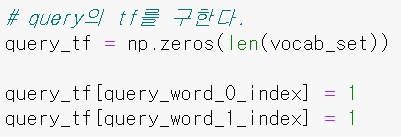 # query의 tf를 구한다.
query_tf = np.zeros(len(vocab_set))
query_tf[query_word_0_index] = 1
query_tf[query_word_1_index] = 1